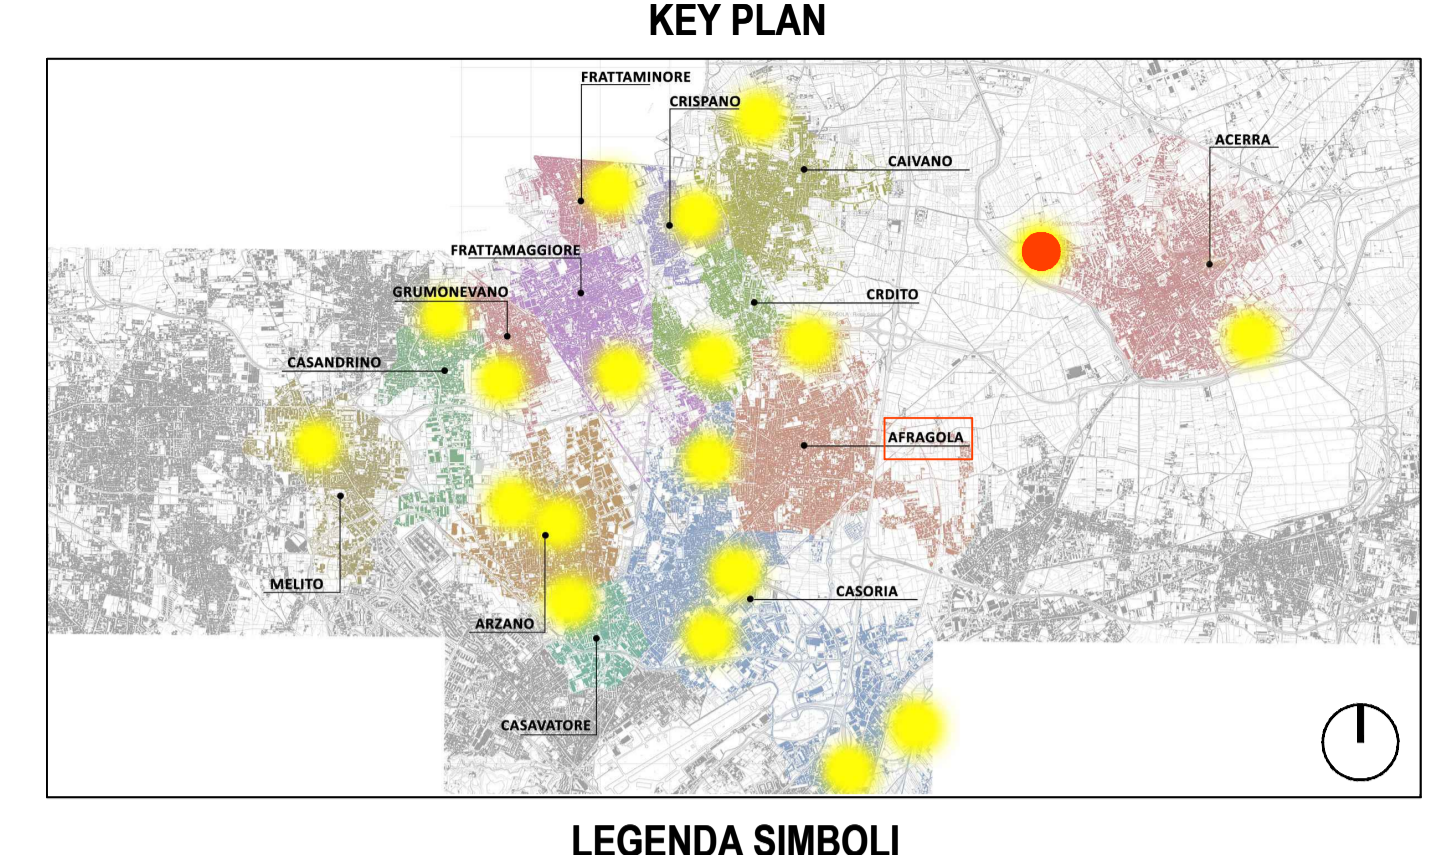 KEY PLAN
FRATTAMINORE
CRISPANO
ACERRA
CAIVANO
FRATTAMAGGIORE
GRUMONEVANO
CRDITO
CASANDRINO
AFRAGOLA
MELITO
CASORIA
ARZANO
CASAVATORE
LEGENDA SIMBOLI